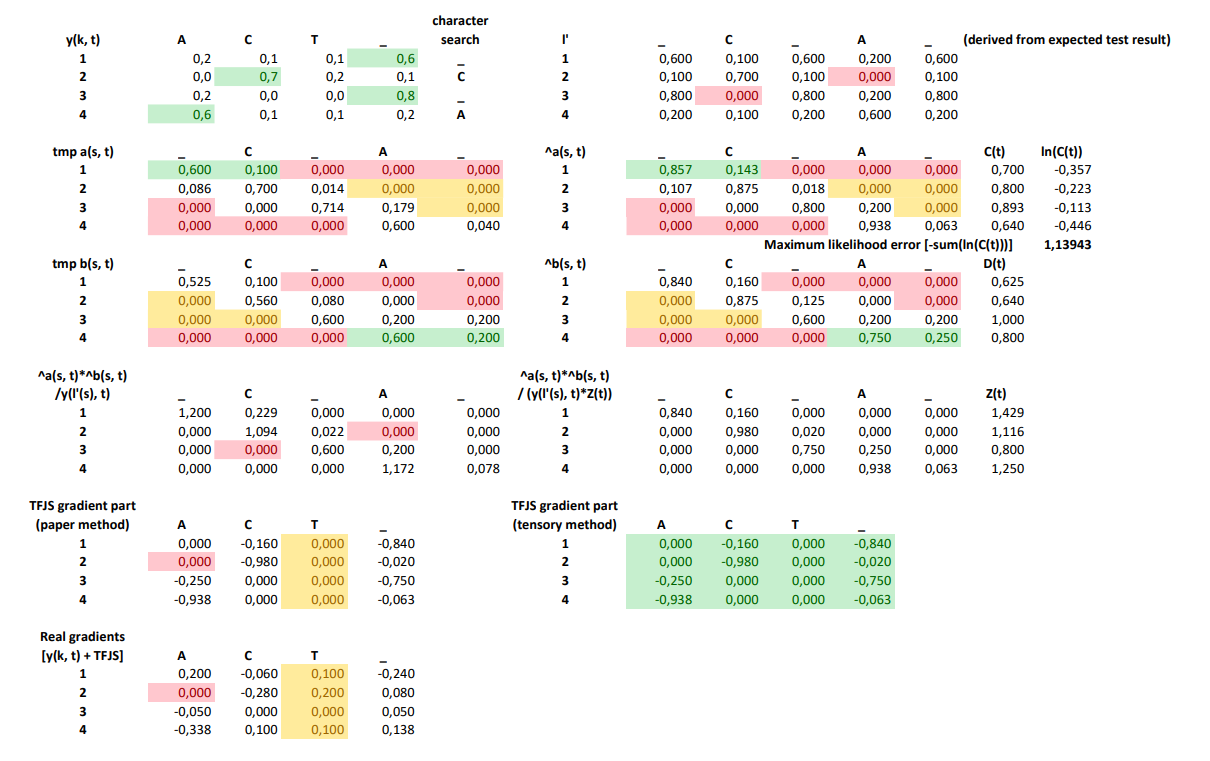 character
y(k, t) A C T _ search l' _ C _ A _ (derived from expected test result)
1 0,2 0,1 0,1 0,6 _ 1 0,600 0,100 0,600 0,200 0,600
2 0,0 0,7 0,2 0,1 C 2 0,100 0,700 0,100 0,000 0,100
3 0,2 0,0 0,0 0,8 _ 3 0,800 0,000 0,800 0,200 0,800
4 0,6 0,1 0,1 0,2 A 4 0,200 0,100 0,200 0,600 0,200
tmp a(s, t) _ C _ A _ ^a(s, t) _ C _ A _ C(t) ln(C(t))
1 0,600 0,100 0,000 0,000 0,000 1 0,857 0,143 0,000 0,000 0,000 0,700 -0,357
2 0,086 0,700 0,014 0,000 0,000 2 0,107 0,875 0,018 0,000 0,000 0,800 -0,223
3 0,000 0,000 0,714 0,179 0,000 3 0,000 0,000 0,800 0,200 0,000 0,893 -0,113
4 0,000 0,000 0,000 0,600 0,040 4 0,000 0,000 0,000 0,938 0,063 0,640 -0,446
Maximum likelihood error [-sum(ln(C(t)))] 1,13943
tmp b(s, t) _ C _ A _ ^b(s, t) _ C _ A _ D(t)
1 0,525 0,100 0,000 0,000 0,000 1 0,840 0,160 0,000 0,000 0,000 0,625
2 0,000 0,560 0,080 0,000 0,000 2 0,000 0,875 0,125 0,000 0,000 0,640
3 0,000 0,000 0,600 0,200 0,200 3 0,000 0,000 0,600 0,200 0,200 1,000
4 0,000 0,000 0,000 0,600 0,200 4 0,000 0,000 0,000 0,750 0,250 0,800
^a(s, t)*^b(s, t) ^a(s, t)*^b(s, t)
/y(l'(s), t) _ C _ A _ / (y(l'(s), t)*Z(t)) _ C _ A _ Z(t)
1 1,200 0,229 0,000 0,000 0,000 1 0,840 0,160 0,000 0,000 0,000 1,429
2 0,000 1,094 0,022 0,000 0,000 2 0,000 0,980 0,020 0,000 0,000 1,116
3 0,000 0,000 0,600 0,200 0,000 3 0,000 0,000 0,750 0,250 0,000 0,800
4 0,000 0,000 0,000 1,172 0,078 4 0,000 0,000 0,000 0,938 0,063 1,250
TFJS gradient part TFJS gradient part
(paper method) A C T _ (tensory method) A C T _
1 0,000 -0,160 0,000 -0,840 1 0,000 -0,160 0,000 -0,840
2 0,000 -0,980 0,000 -0,020 2 0,000 -0,980 0,000 -0,020
3 -0,250 0,000 0,000 -0,750 3 -0,250 0,000 0,000 -0,750
4 -0,938 0,000 0,000 -0,063 4 -0,938 0,000 0,000 -0,063
Real gradients
[y(k, t) + TFJS] A C T _
1 0,200 -0,060 0,100 -0,240
2 0,000 -0,280 0,200 0,080
3 -0,050 0,000 0,000 0,050
4 -0,338 0,100 0,100 0,138